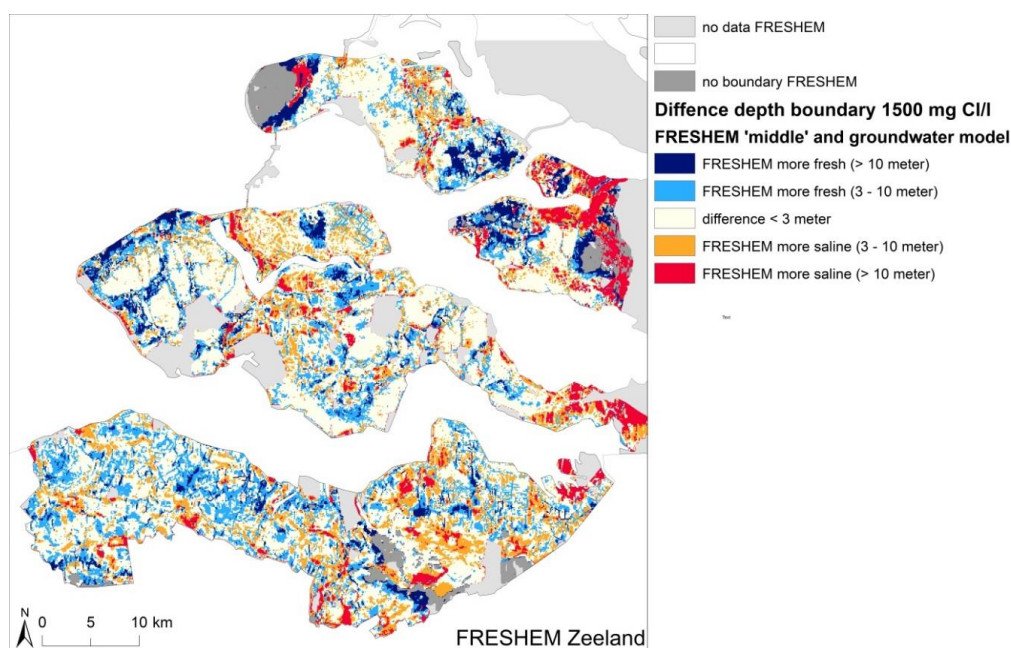 no data FRESHEM
no boundary FRESHEM
Diffence depth boundary 1500 mg Cl/l
FRESHEM 'middle' and groundwater model
FRESHEM more fresh (> 10 meter)
FRESHEM more fresh (3 - 10 meter)
difference < 3 meter
FRESHEM more saline (3 - 10 meter)
FRESHEM more saline (> 10 meter)
Text
N
0 5 10 km
FRESHEM Zeeland